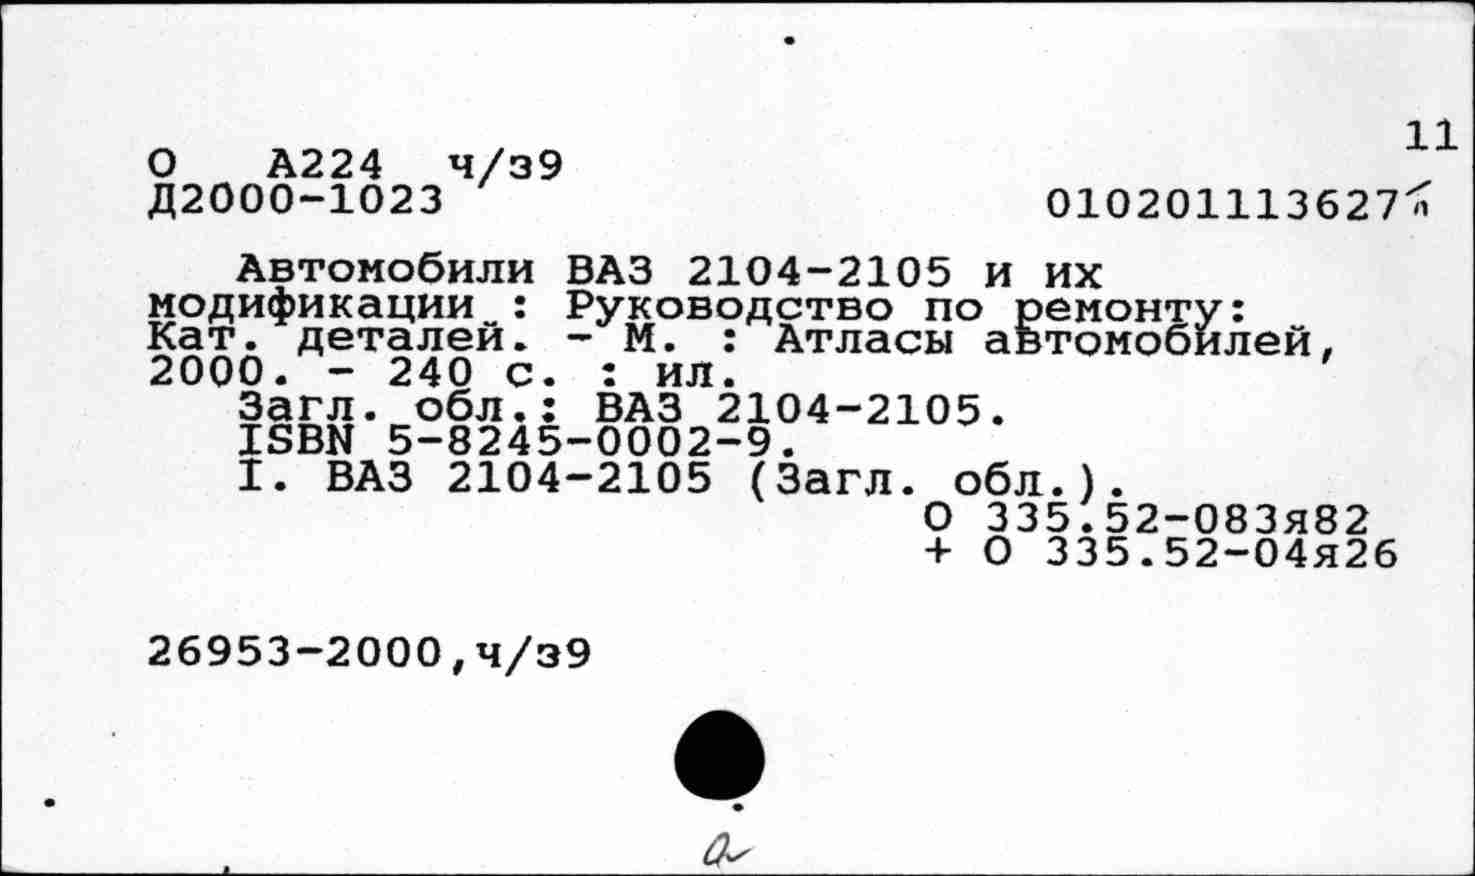 11
О А224 ч/з9
Д2000-1023
010201113627
Автомобили ВАЗ 2104-2105 и их
модификации : Руководство по ремонту:
Кат. деталей. - М. : Атласы автомобилей,
2000. - 240 с. : ил.
Загл. обл.: ВАЗ 2104-2105.
ISBN 5-8245-0002-9.
I. ВАЗ 2104-2105 (Загл. обл.).
О 335.52-083я82
+ О 335.52-04я26
26953-2000,ч/з9